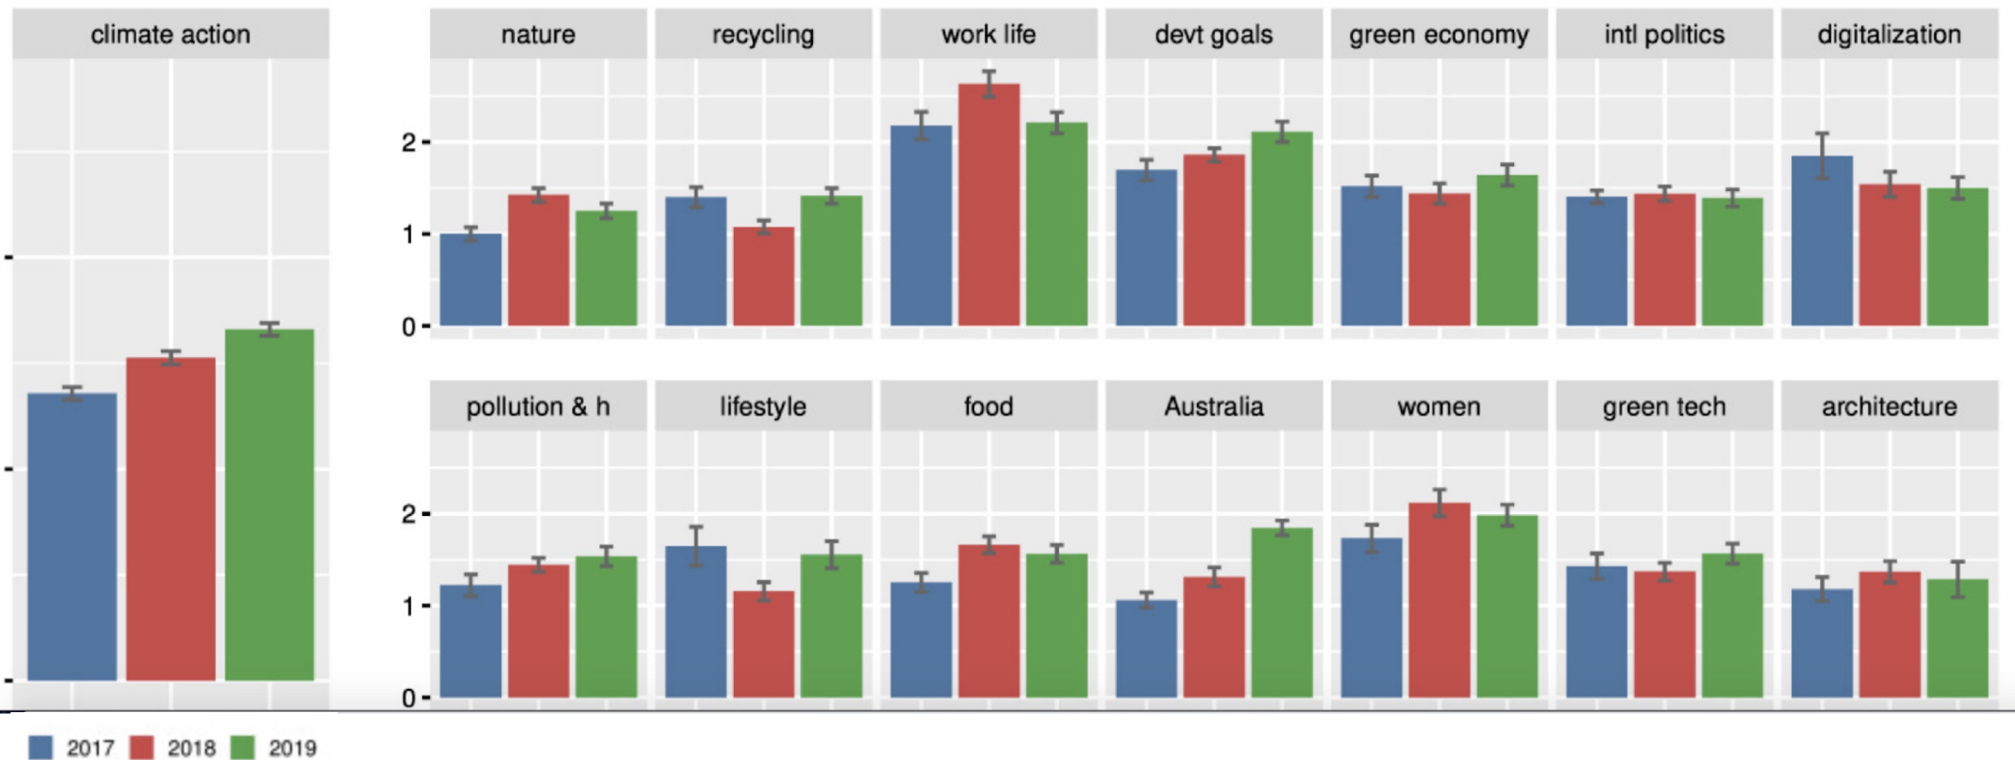 climate action
nature recycling work life devt goals green economy intl politics digitalization
2
1
0
pollution & h lifestyle food Australia women green tech architecture
2
1
0
2017 2018 2019